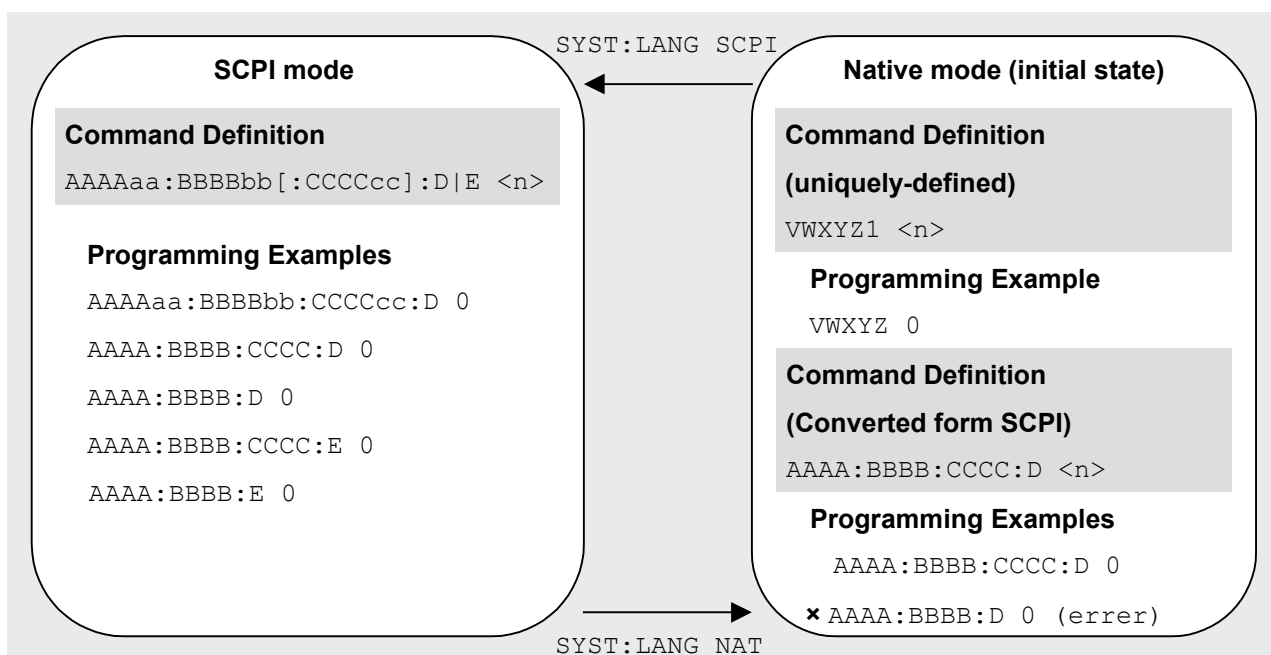 SYST:LANG SCPI
SCPI mode
Command Definition
AAAAaa:BBBBbb[:CCCCcc]:D|E <n>
Programming Examples
AAAAaa:BBBBbb:CCCCcc:D 0
AAAA:BBBB:CCCC:D 0
AAAA:BBBB:D 0
AAAA:BBBB:CCCC:E 0
AAAA:BBBB:E 0
Native mode (initial state)
Command Definition
(uniquely-defined)
VWXYZ1 <n>
Programming Example
VWXYZ 0
Command Definition
(Converted form SCPI)
AAAA:BBBB:CCCC:D <n>
Programming Examples
AAAA:BBBB:CCCC:D 0
× AAAA:BBBB:D 0 (errer)
SYST:LANG NAT